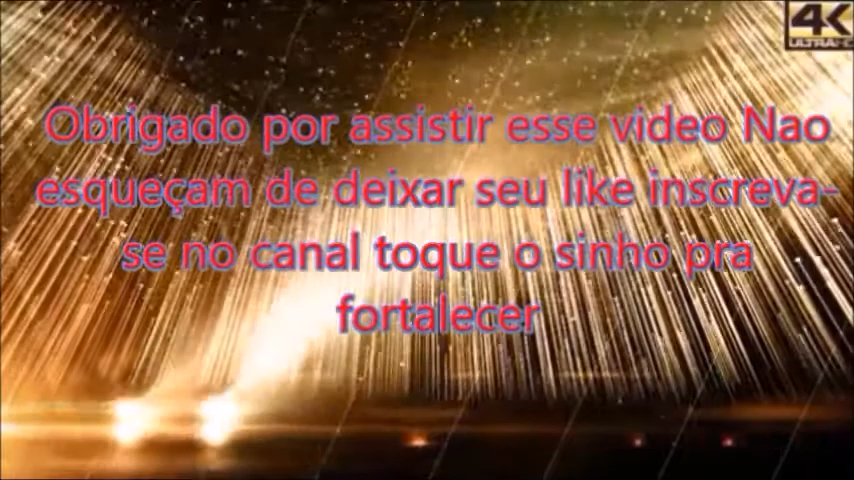 4K
ULTRAHD
Obrigado por assistir esse video Nao
esqueçam de deixar seu like inscreva-
se no canal toque o sinho pra
fortalecer